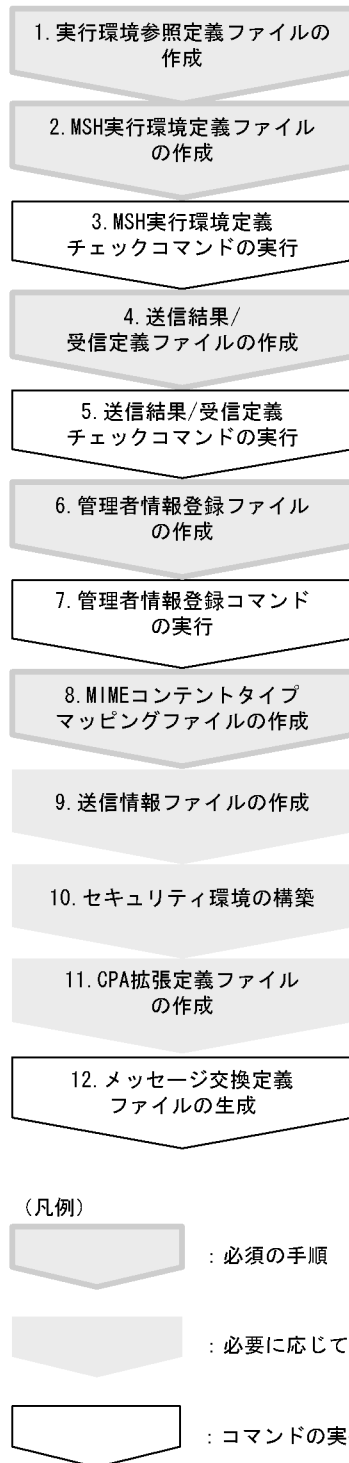 1.実行環境参照定義ファイルの
作成
2.MSH実行環境定義ファイル
の作成
3.MSH実行環境定義
チェックコマンドの実行
4.送信結果/
受信定義ファイルの作成
5.送信結果/受信定義
チェックコマンドの実行
6.管理者情報登録ファイル
の作成
7.管理者情報登録コマンド
の実行
8.MIMEコンテントタイプ
マッピングファイルの作成
9.送信情報ファイルの作成
10.セキュリティ環境の構築
11.CPA拡張定義ファイル
の作成
12.メッセージ交換定義
ファイルの生成
(凡例)
:必須の手順
:必要に応じて
:コマンドの実